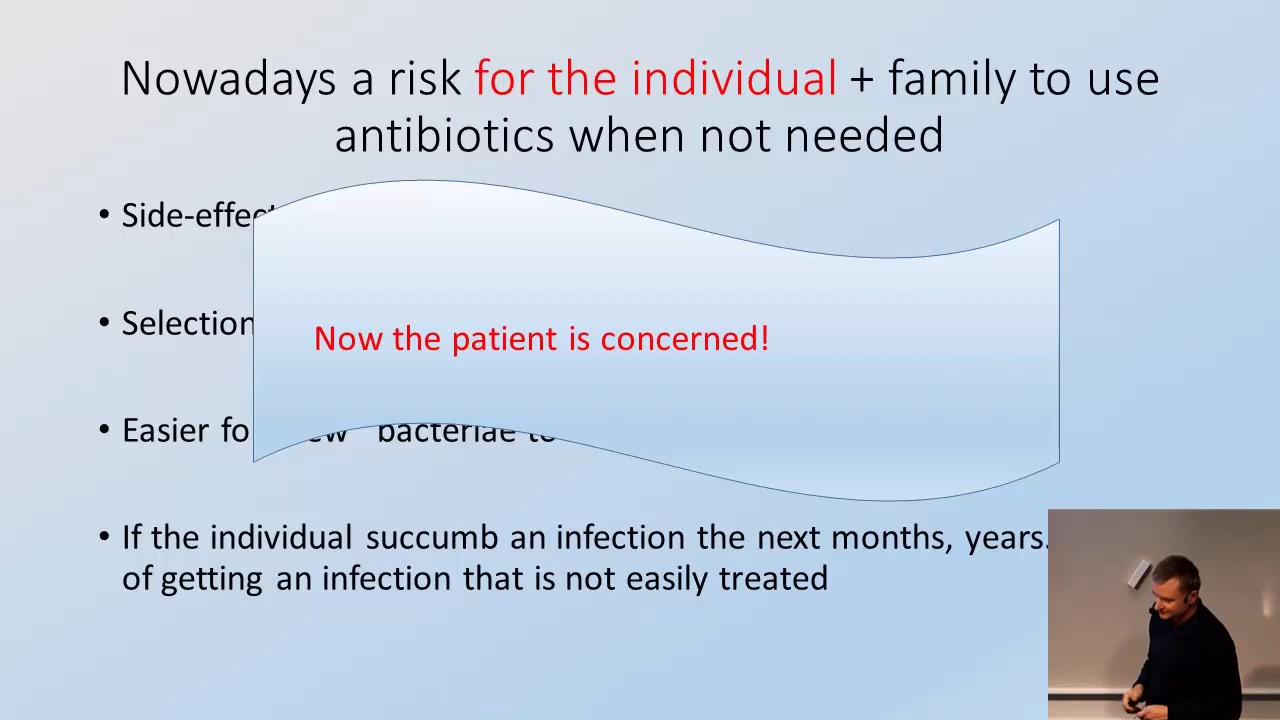 Nowadays a risk for the individual + family to use
antibiotics when not needed
• Side-effect
• Selection
Now the patient is concerned!
• Easier fo bacteriae to
• If the individual succumb an infection the next months, years.
of getting an infection that is not easily treated